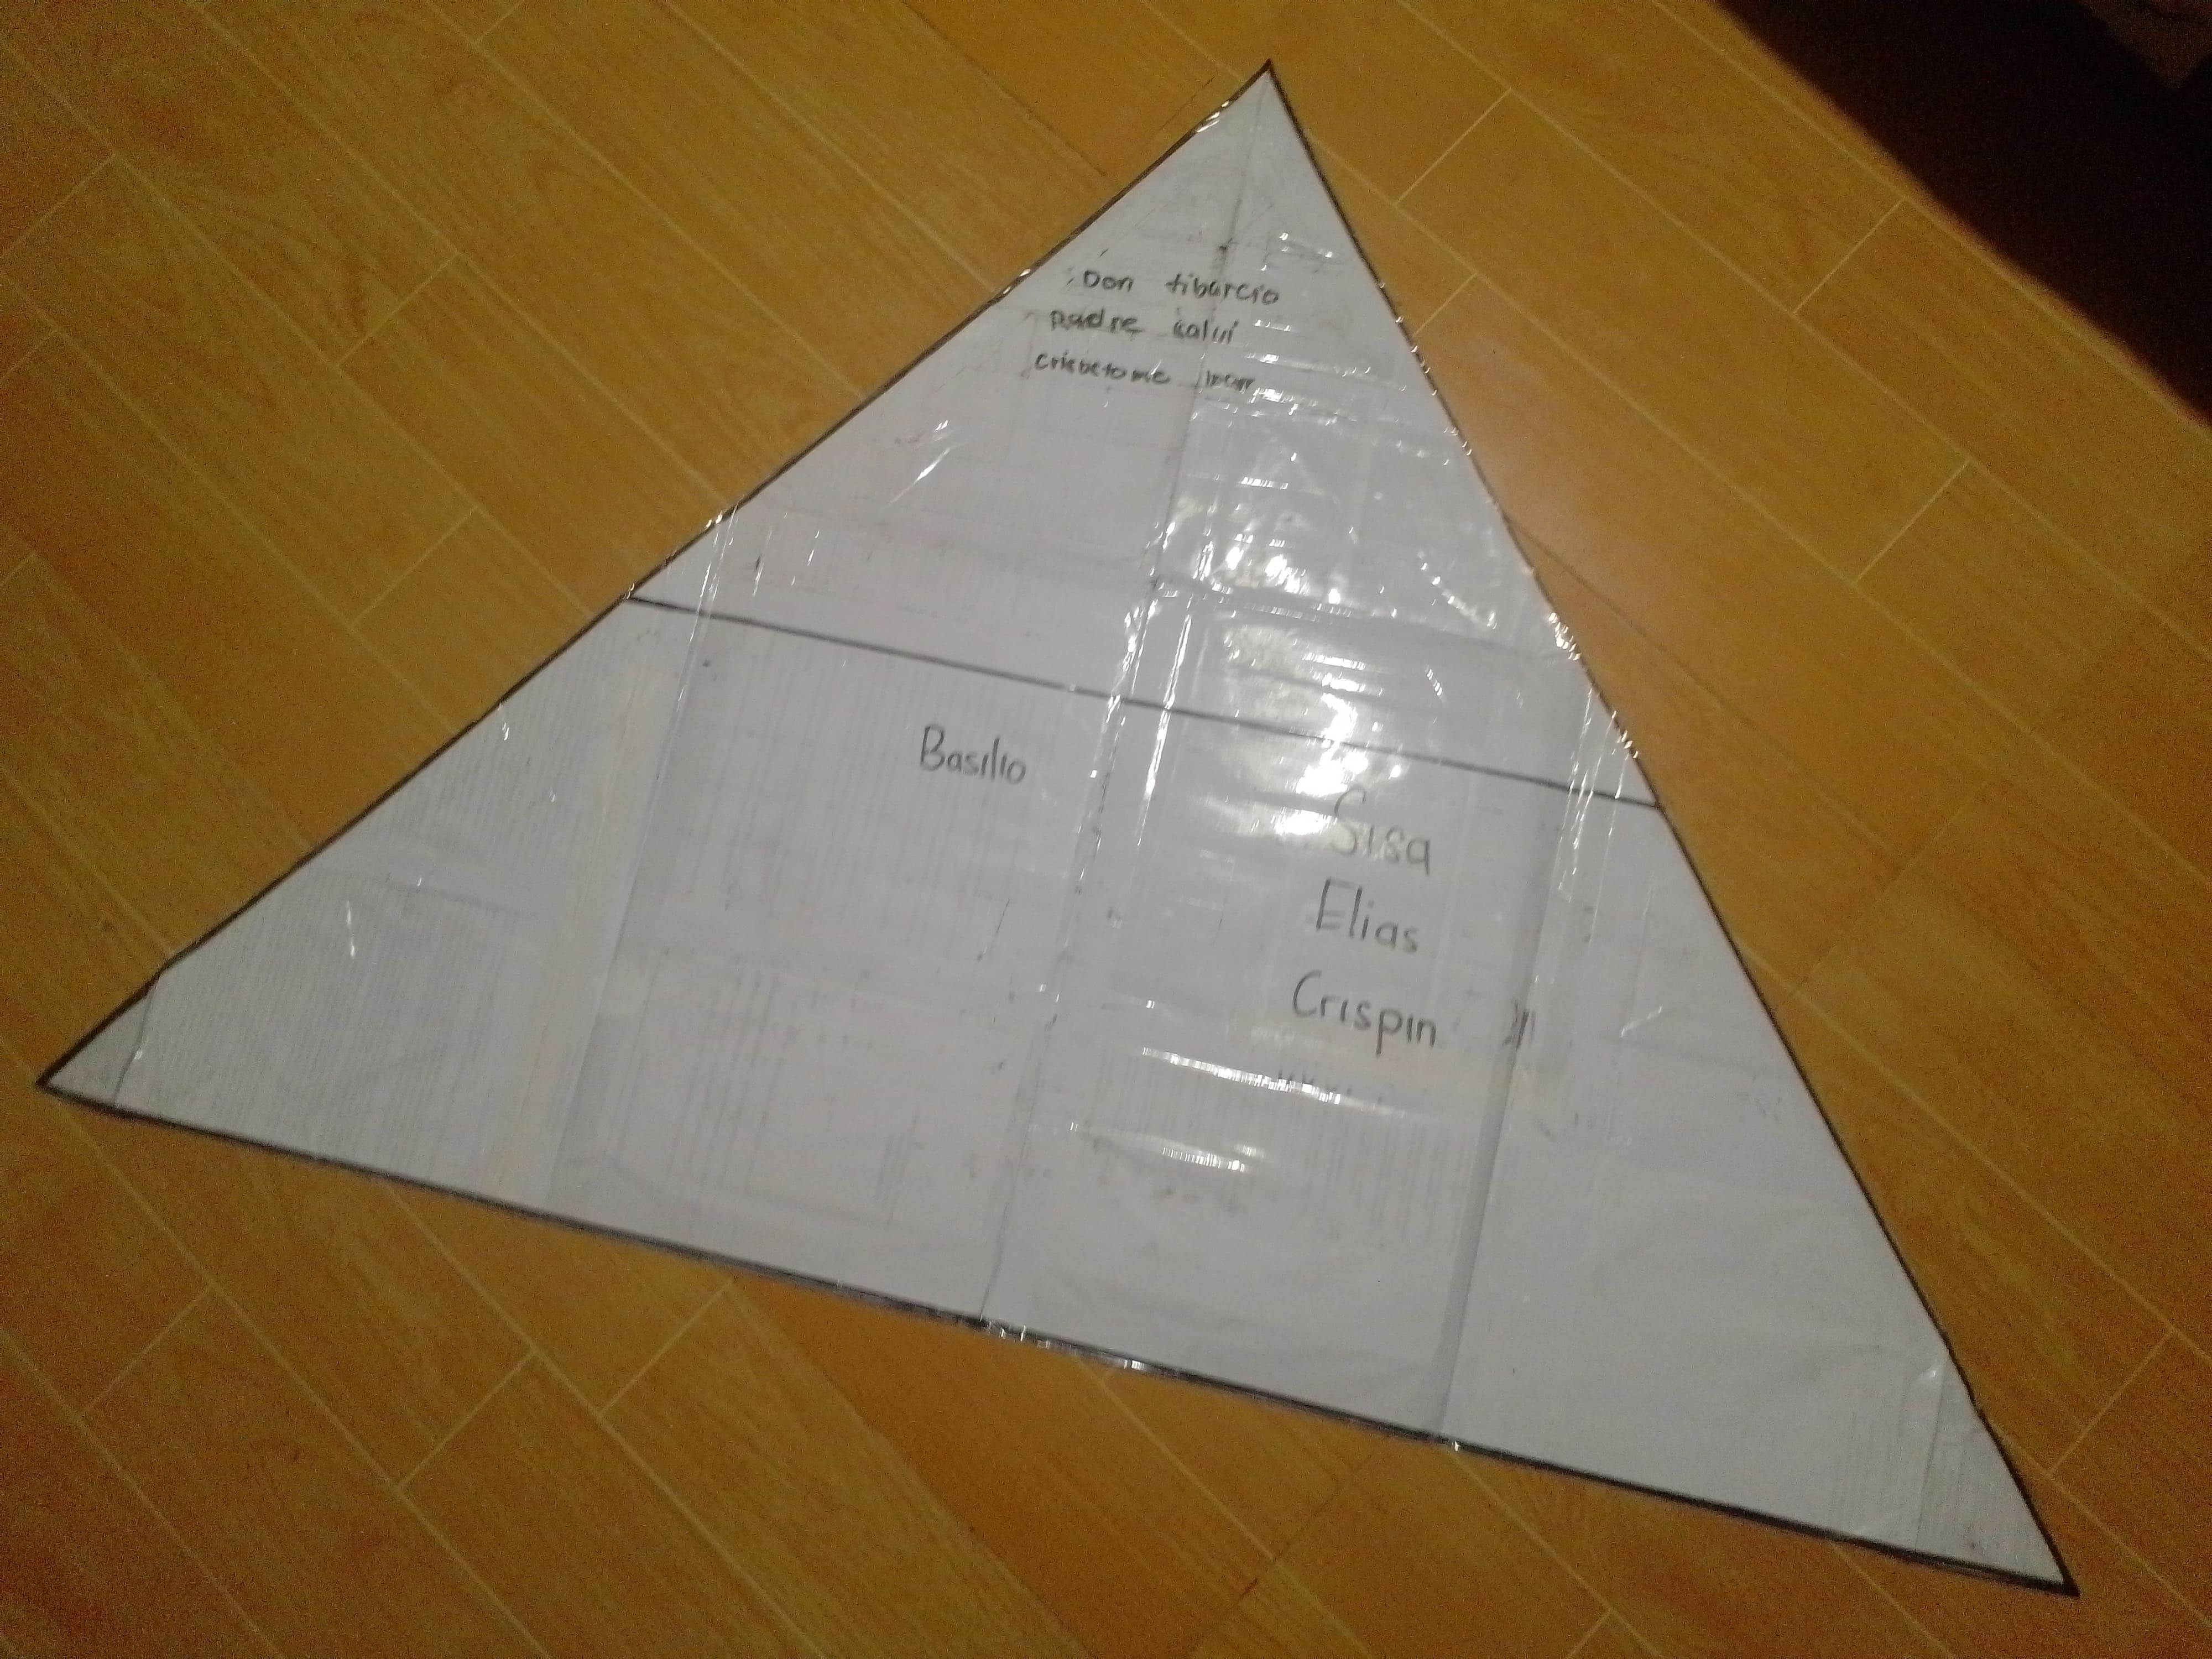 Don tiburcio
padre salvi
Basilio
Sisa
Elias
Crispin